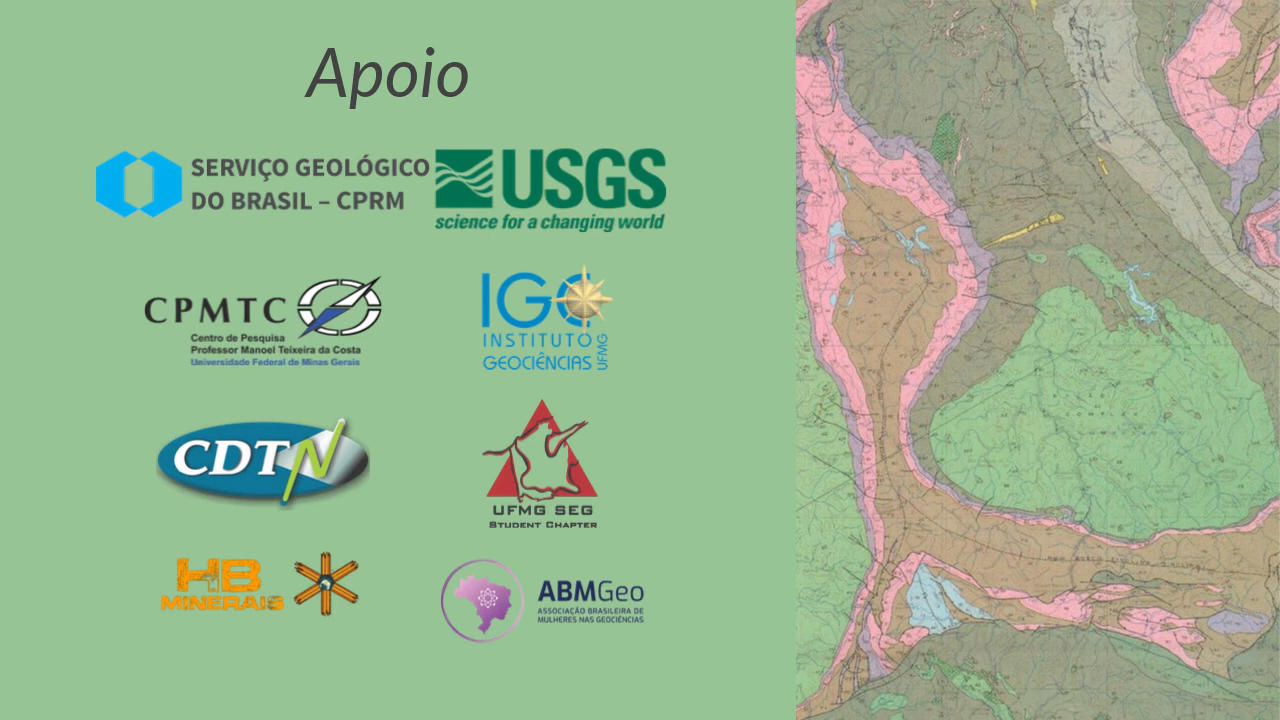 Apoio
SERVIÇO GEOLÓGICO
DO BRASIL – CPRM
USGS
science for a changing world
CPMTC
Centro de Pesquisa
Professor Manoel Teixeira da Costa
Universidade Federal de Minas Gerais
IGC
INSTITUTO
GEOCIÊNCIAS
UFMG
CDTN
UFMG SEG
STUDENT CHAPTER
HB
MINERAIS
ABMGeo
ASSOCIAÇÃO BRASILEIRA DE
MULHERES NAS GEOCIÊNCIAS